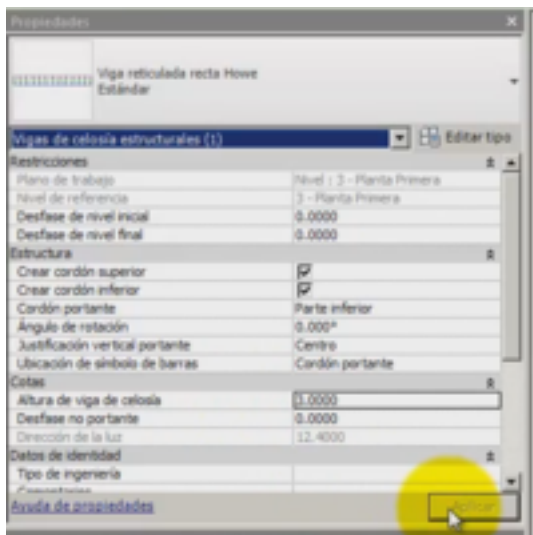 Propiedades
Viga reticulada recta Howe
Estándar
Vigas de celosía estructurales (1)
Editar tipo
Restricciones
Plano de trabajo Nivel : 3 - Planta Primera
Nivel de referencia 3 - Planta Primera
Desfase de nivel inicial 0.0000
Desfase de nivel final 0.0000
Estructura
Crear cordón superior
Crear cordón inferior
Cordón portante Parte inferior
Ángulo de rotación 0.000°
Justificación vertical portante Centro
Ubicación de símbolo de barras Cordón portante
Cotas
Altura de viga de celosía 3.0000
Desfase no portante 0.0000
Dirección de la luz 12.4000
Datos de identidad
Tipo de ingeniería
Comentarios
Ayuda de propiedades
Aplicar